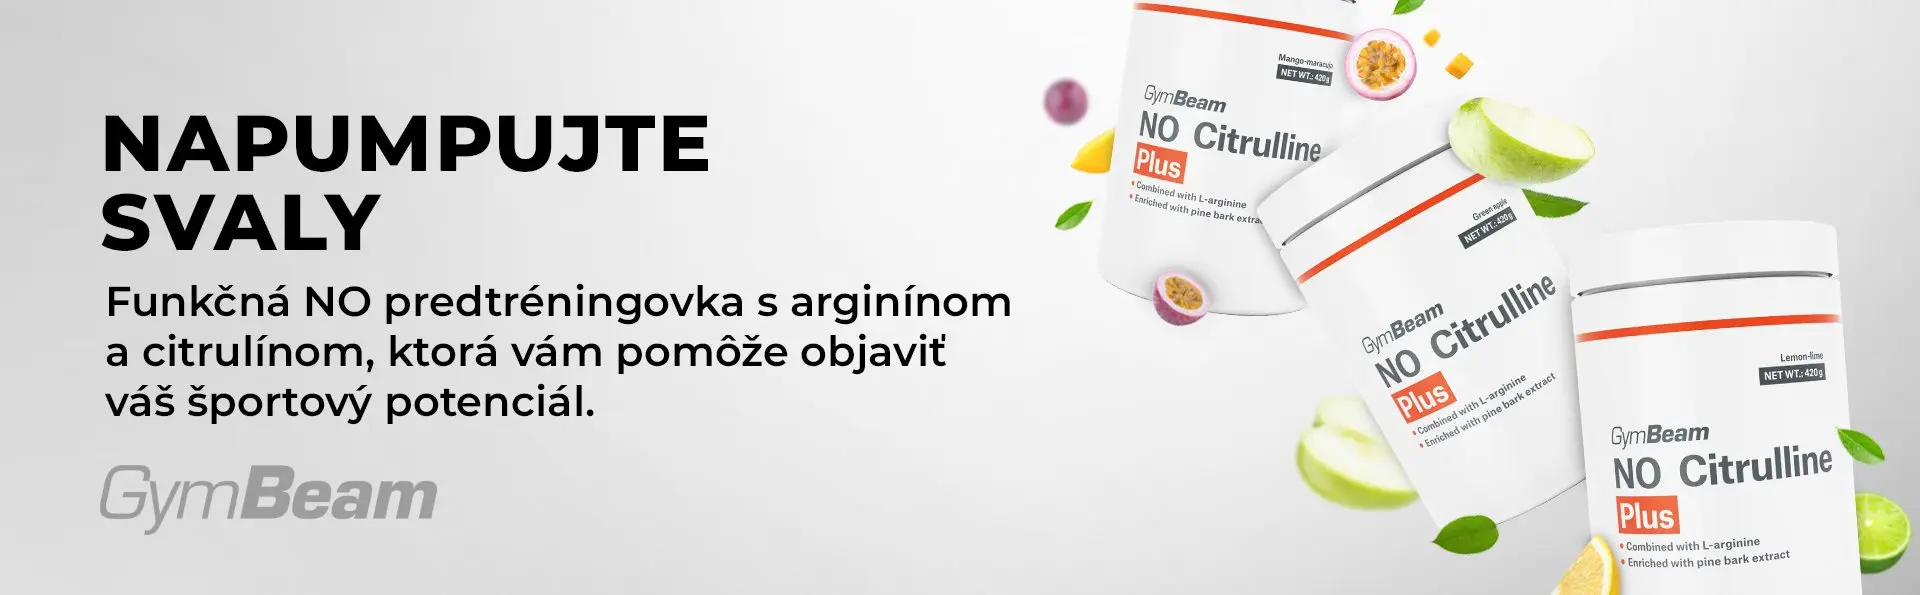 NAPUMPUJTE
SVALY
Funkčná NO predtréningovka s arginínom
a citrulínom, ktorá vám pomôže objaviť
váš športový potenciál.
GymBeam
Mango-maracuja
NET WT.: 420g
GymBeam
NO Citrulline
Plus
• Combined with L-arginine
• Enriched with pine bark extra
Green apple
NET WT.: 420g
GymBeam
NO Citrulline
Plus
• Combined with L-arginine
• Enriched with pine bark extract
Lemon-lime
NET WT.: 420g
GymBeam
NO Citrulline
Plus
• Combined with L-arginine
• Enriched with pine bark extract